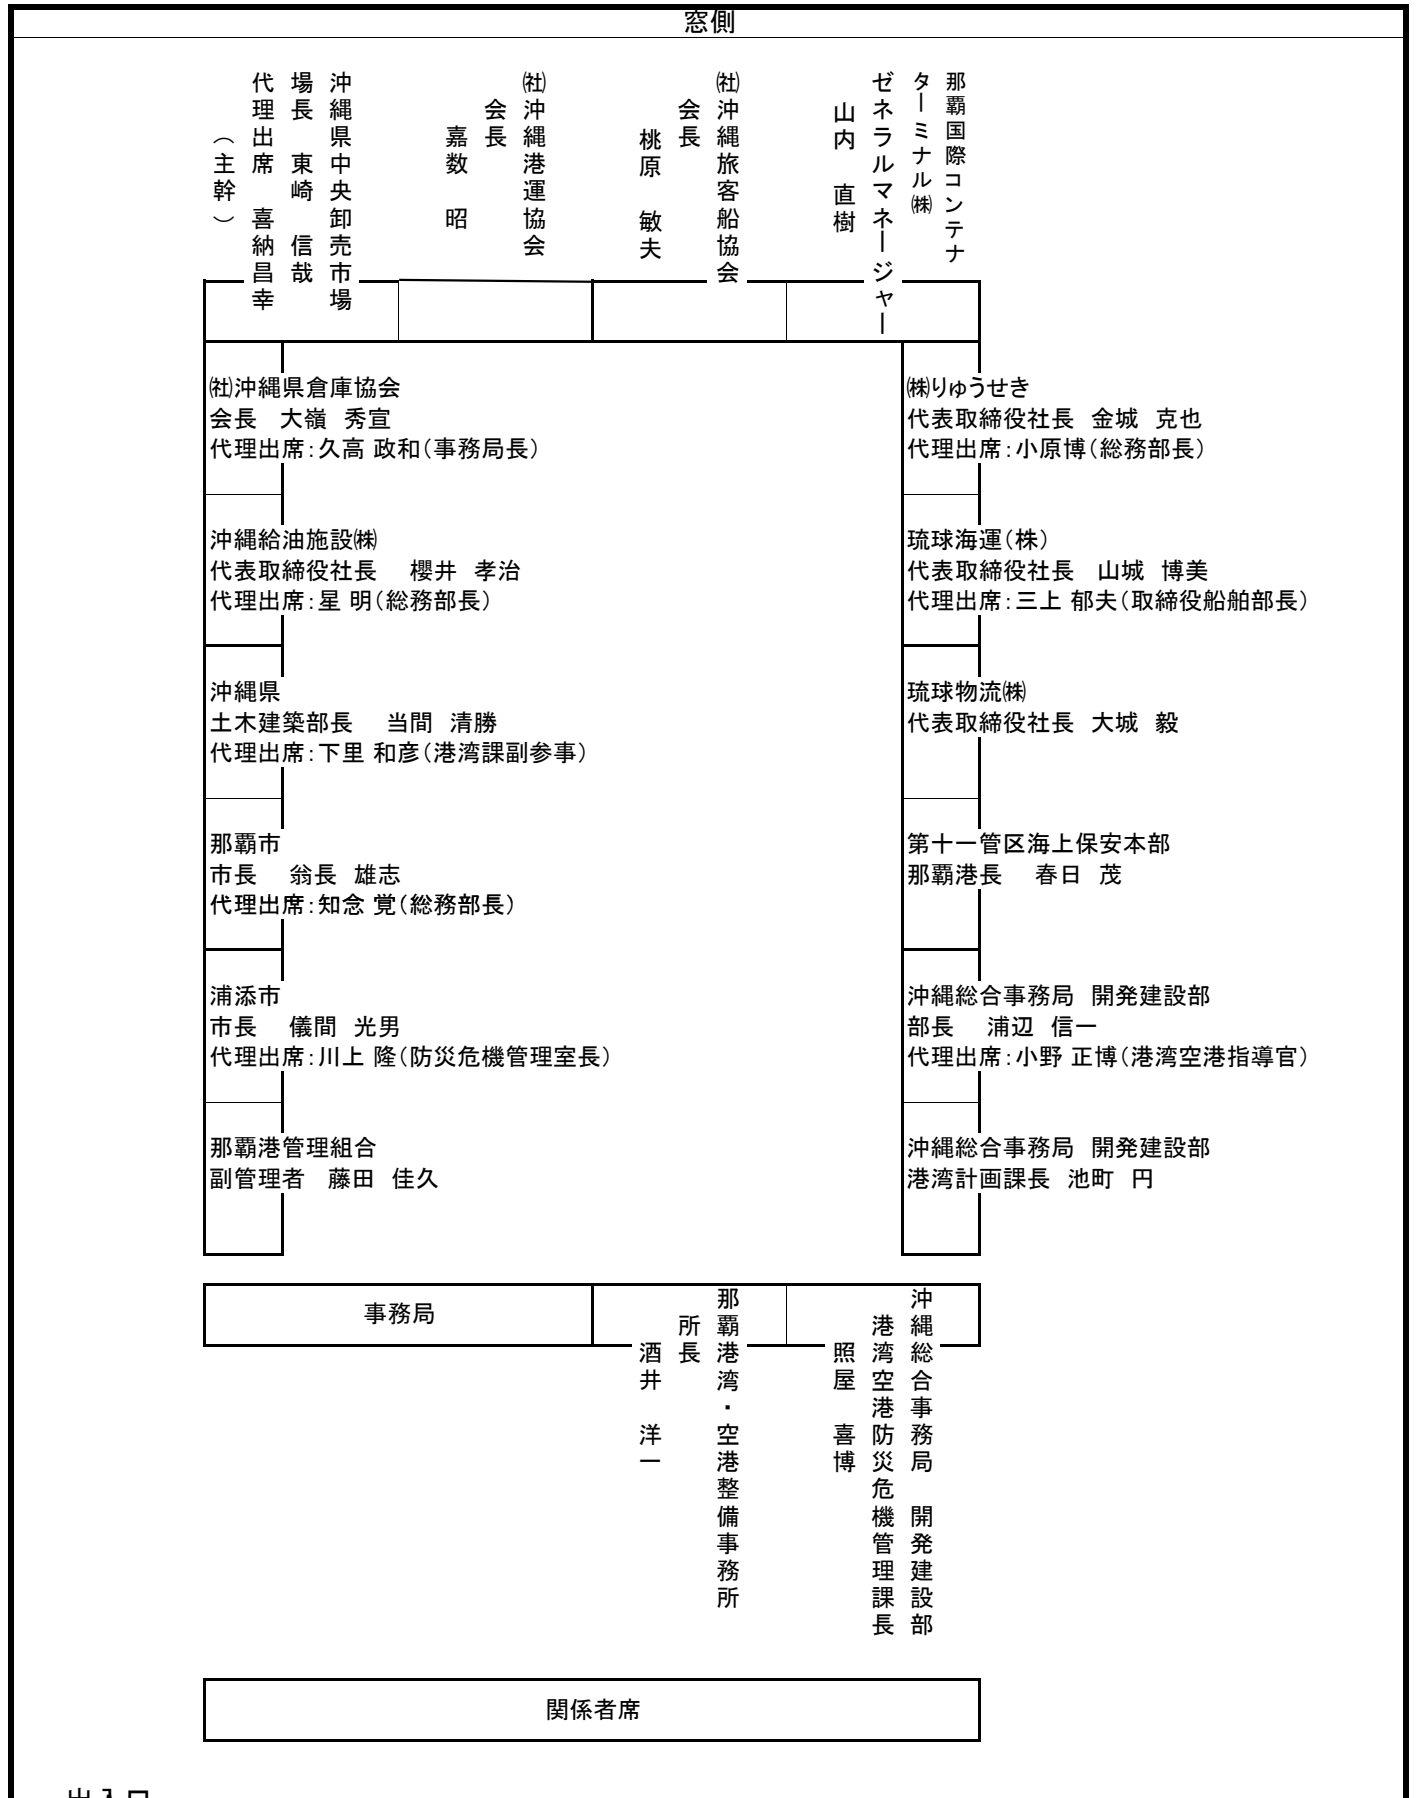 窓側
沖縄県中央卸売市場
場長 東崎 信哉
代理出席 喜納昌幸
(主幹)
㈳沖縄港運協会
会長
嘉数 昭
㈳沖縄旅客船協会
会長
桃原 敏夫
那覇国際コンテナ
ターミナル㈱
ゼネラルマネージャー
山内 直樹
㈳沖縄県倉庫協会
会長 大嶺 秀宣
代理出席:久高 政和(事務局長)
㈱りゅうせき
代表取締役社長 金城 克也
代理出席:小原博(総務部長)
沖縄給油施設㈱
代表取締役社長 櫻井 孝治
代理出席:星 明(総務部長)
琉球海運(株)
代表取締役社長 山城 博美
代理出席:三上 郁夫(取締役船舶部長)
沖縄県
土木建築部長 当間 清勝
代理出席:下里 和彦(港湾課副参事)
琉球物流㈱
代表取締役社長 大城 毅
那覇市
市長 翁長 雄志
代理出席:知念 覚(総務部長)
第十一管区海上保安本部
那覇港長 春日 茂
浦添市
市長 儀間 光男
代理出席:川上 隆(防災危機管理室長)
沖縄総合事務局 開発建設部
部長 浦辺 信一
代理出席:小野 正博(港湾空港指導官)
那覇港管理組合
副管理者 藤田 佳久
沖縄総合事務局 開発建設部
港湾計画課長 池町 円
事務局
那覇港湾・空港整備事務所
所長
酒井 洋一
沖縄総合事務局 開発建設部
港湾空港防災危機管理課長
照屋 喜博
関係者席
出入口